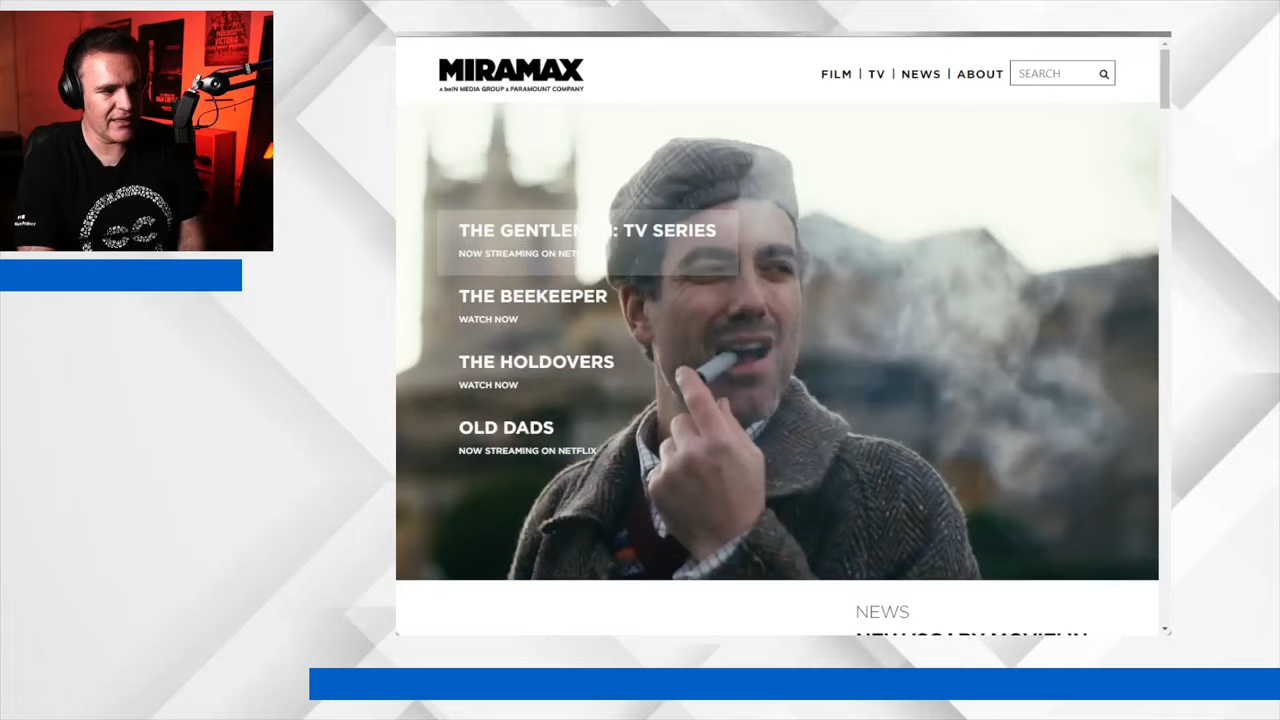 MIRAMAX
A beIN MEDIA GROUP & PARAMOUNT COMPANY
FILM | TV | NEWS | ABOUT
SEARCH
THE GENTLEMEN: TV SERIES
NOW STREAMING ON NET
THE BEEKEEPER
WATCH NOW
THE HOLDOVERS
WATCH NOW
OLD DADS
NOW STREAMING ON NETFLIX
NEWS